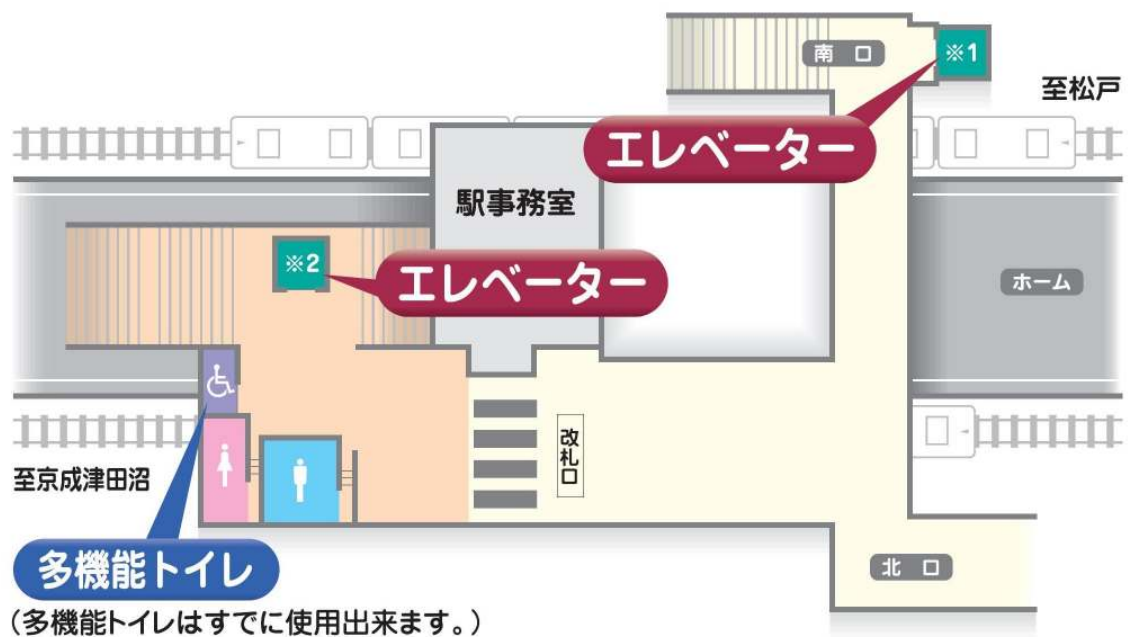 南 口
※1
至松戸
エレベーター
駅事務室
※2
エレベーター
ホーム
改札口
至京成津田沼
多機能トイレ
北 口
(多機能トイレはすでに使用出来ます。)